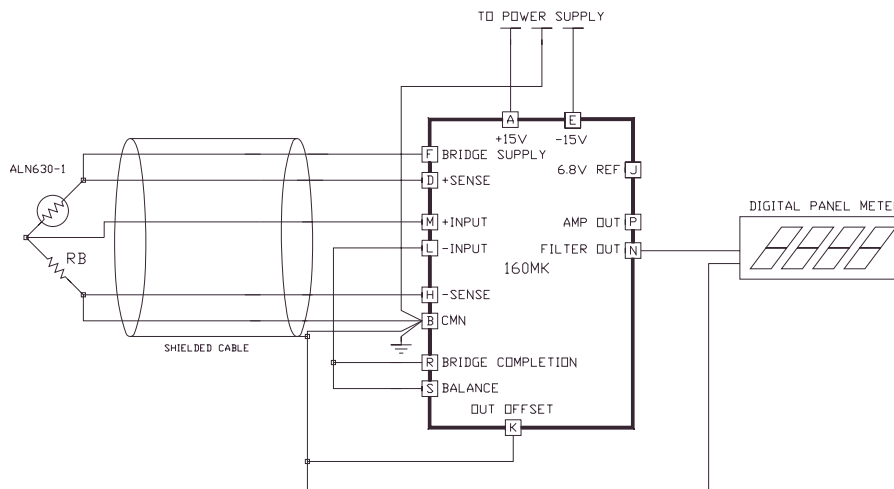 TO POWER SUPPLY
A
E
+15V
-15V
ALN630-1
F
BRIDGE SUPPLY
D
+SENSE
6.8V REF
J
M
+INPUT
AMP OUT
P
DIGITAL PANEL METER
L
-INPUT
FILTER OUT
N
RB
160MK
H
-SENSE
B
CMN
SHIELDED CABLE
R
BRIDGE COMPLETION
S
BALANCE
OUT OFFSET
K